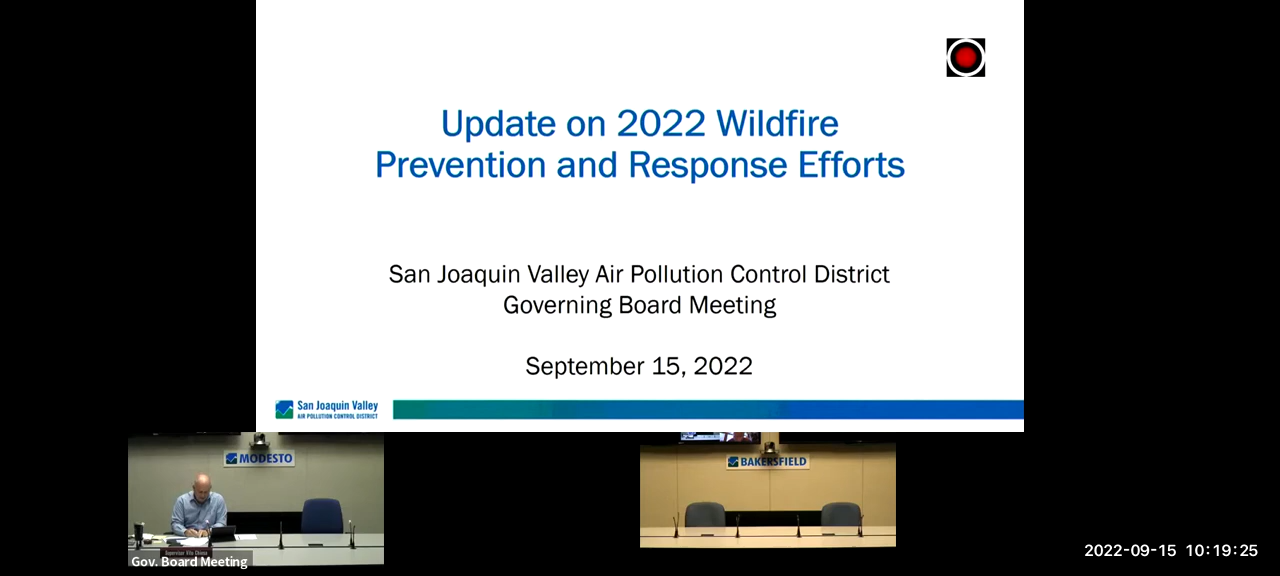 Update on 2022 Wildfire
Prevention and Response Efforts
San Joaquin Valley Air Pollution Control District
Governing Board Meeting
September 15, 2022
San Joaquin Valley
AIR POLLUTION CONTROL DISTRICT
MODESTO
BAKERSFIELD
Gov. Board Meeting
2022-09-15 10:19:25